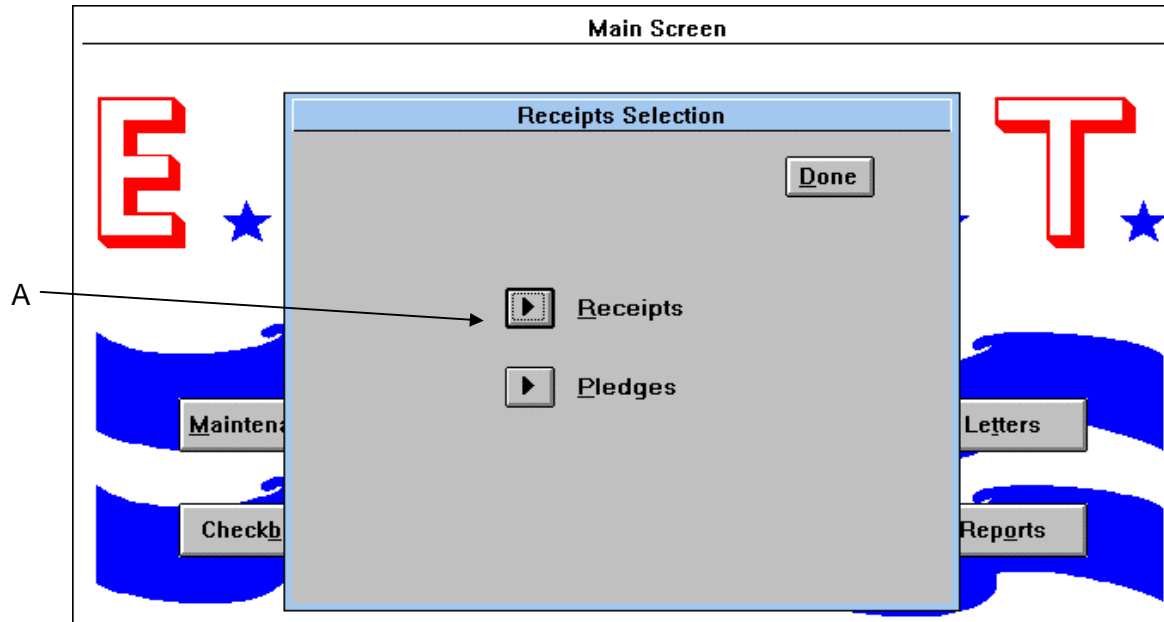 Main Screen
E T
Receipts Selection
Done
A
Receipts
Pledges
Maintena Letters
Checkb Reports